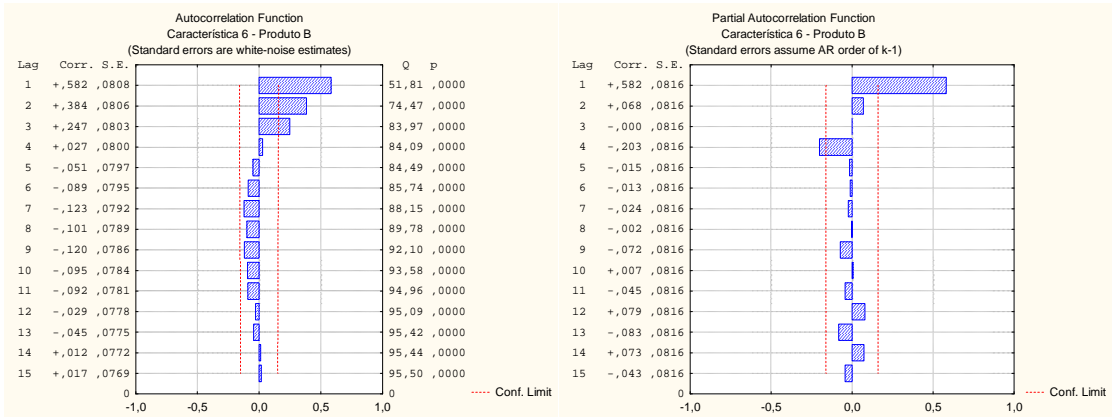 Autocorrelation Function
Característica 6 - Produto B
(Standard errors are white-noise estimates)
Lag Corr. S.E. Q p
1 +,582 ,0808 51,81 ,0000
2 +,384 ,0806 74,47 ,0000
3 +,247 ,0803 83,97 ,0000
4 +,027 ,0800 84,09 ,0000
5 -,051 ,0797 84,49 ,0000
6 -,089 ,0795 85,74 ,0000
7 -,123 ,0792 88,15 ,0000
8 -,101 ,0789 89,78 ,0000
9 -,120 ,0786 92,10 ,0000
10 -,095 ,0784 93,58 ,0000
11 -,092 ,0781 94,96 ,0000
12 -,029 ,0778 95,09 ,0000
13 -,045 ,0775 95,42 ,0000
14 +,012 ,0772 95,44 ,0000
15 +,017 ,0769 95,50 ,0000
0 0
-1,0 -0,5 0,0 0,5 1,0
Conf. Limit
Partial Autocorrelation Function
Característica 6 - Produto B
(Standard errors assume AR order of k-1)
Lag Corr. S.E.
1 +,582 ,0816
2 +,068 ,0816
3 -,000 ,0816
4 -,203 ,0816
5 -,015 ,0816
6 -,013 ,0816
7 -,024 ,0816
8 -,002 ,0816
9 -,072 ,0816
10 +,007 ,0816
11 -,045 ,0816
12 +,079 ,0816
13 -,083 ,0816
14 +,073 ,0816
15 -,043 ,0816
0 0
-1,0 -0,5 0,0 0,5 1,0
Conf. Limit